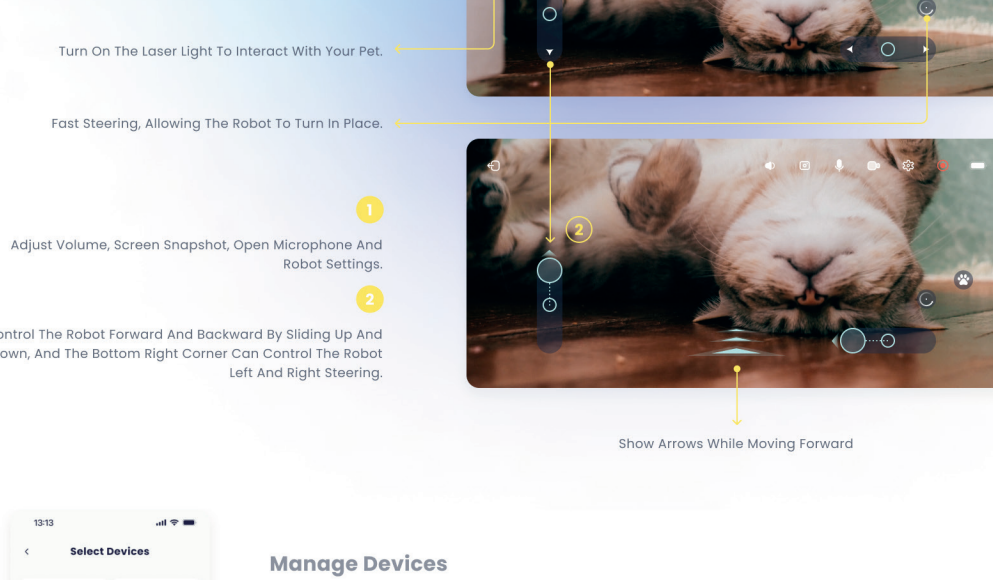 Turn On The Laser Light To Interact With Your Pet.
Fast Steering, Allowing The Robot To Turn In Place.
1
Adjust Volume, Screen Snapshot, Open Microphone And
Robot Settings.
2
2
ontrol The Robot Forward And Backward By Sliding Up And
own, And The Bottom Right Corner Can Control The Robot
Left And Right Steering.
Show Arrows While Moving Forward
13:13
Select Devices
Manage Devices